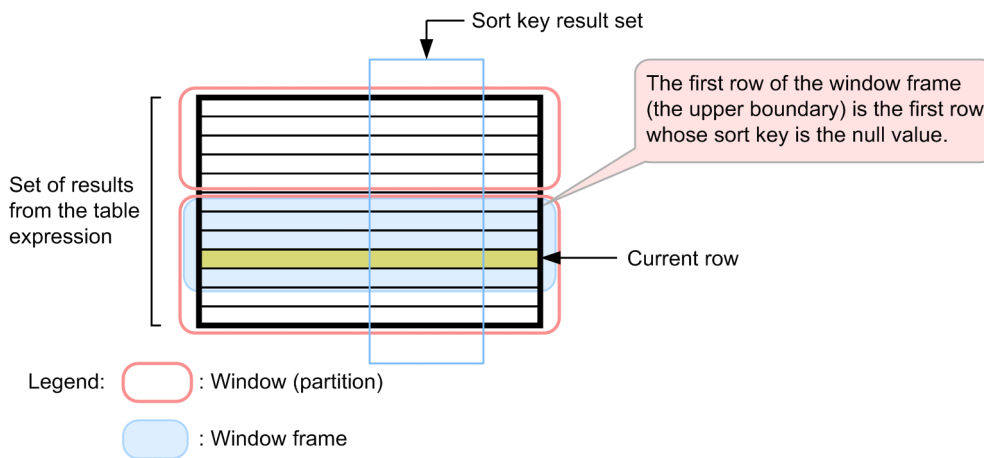 Sort key result set
The first row of the window frame
(the upper boundary) is the first row
whose sort key is the null value.
Set of results
from the table
expression
Current row
Legend:
: Window (partition)
: Window frame